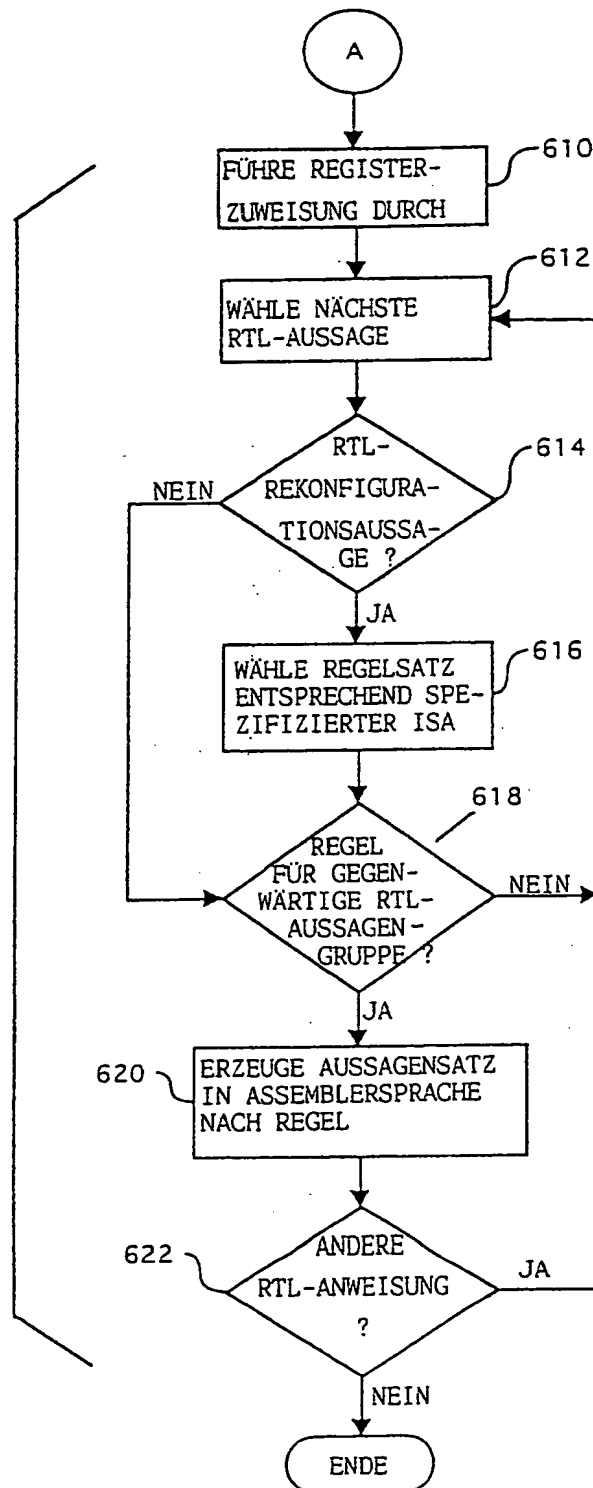 A
610
FÜHRE REGISTER-
ZUWEISUNG DURCH
612
WÄHLE NÄCHSTE
RTL-AUSSAGE
614
RTL-
REKONFIGURA-
TIONSAUSSA-
GE ?
NEIN
JA
616
WÄHLE REGELSATZ
ENTSPRECHEND SPE-
ZIFIZIERTER ISA
618
REGEL
FÜR GEGEN-
WÄRTIGE RTL-
AUSSAGEN-
GRUPPE ?
NEIN
JA
620
ERZEUGE AUSSAGENSATZ
IN ASSEMBLERSPRACHE
NACH REGEL
622
ANDERE
RTL-ANWEISUNG
?
JA
NEIN
ENDE